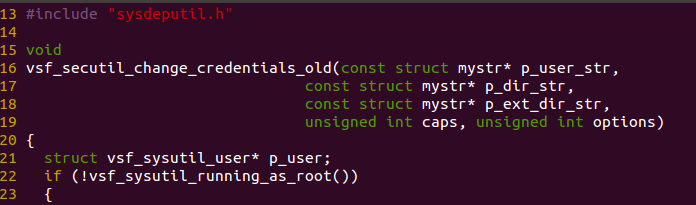 13 #include "sysdeputil.h"
14
15 void
16 vsf_secutil_change_credentials_old(const struct mystr* p_user_str,
17                                    const struct mystr* p_dir_str,
18                                    const struct mystr* p_ext_dir_str,
19                                    unsigned int caps, unsigned int options)
20 {
21   struct vsf_sysutil_user* p_user;
22   if (!vsf_sysutil_running_as_root())
23   {